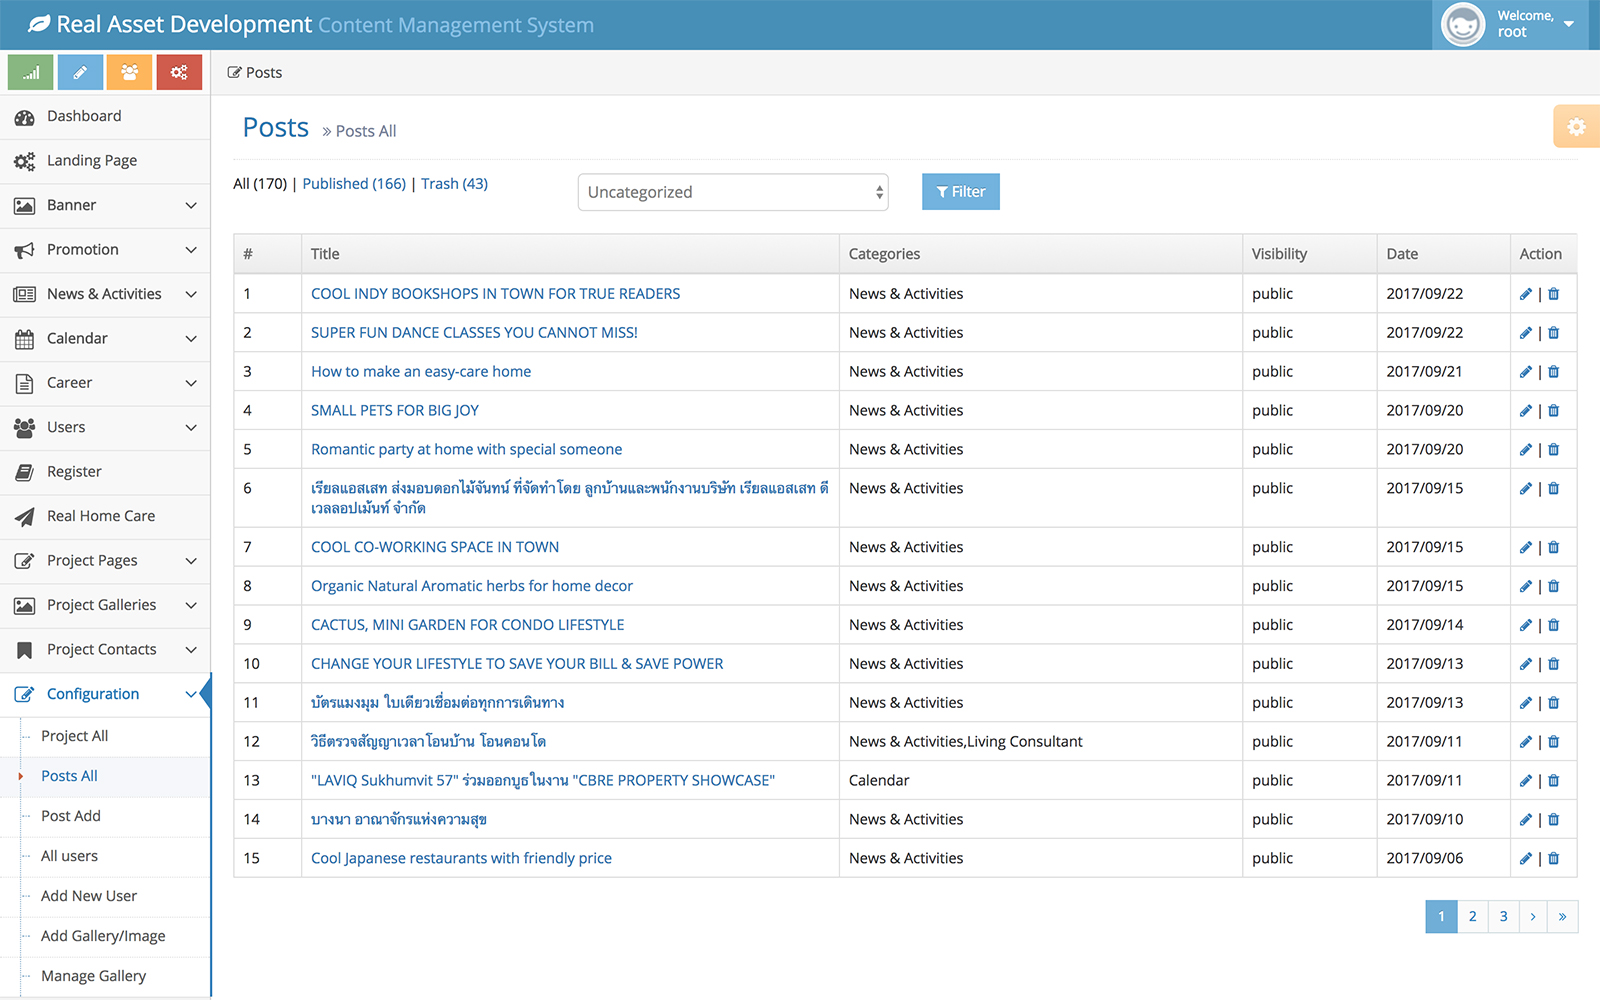 Real Asset Development Content Management System
Welcome,
root
Posts
Dashboard
Landing Page
Banner
Promotion
News & Activities
Calendar
Career
Users
Register
Real Home Care
Project Pages
Project Galleries
Project Contacts
Configuration
Project All
Posts All
Post Add
All users
Add New User
Add Gallery/Image
Manage Gallery
Posts » Posts All
All (170) | Published (166) | Trash (43)
Uncategorized
Filter
# Title Categories Visibility Date Action
1 COOL INDY BOOKSHOPS IN TOWN FOR TRUE READERS News & Activities public 2017/09/22 |
2 SUPER FUN DANCE CLASSES YOU CANNOT MISS! News & Activities public 2017/09/22 |
3 How to make an easy-care home News & Activities public 2017/09/21 |
4 SMALL PETS FOR BIG JOY News & Activities public 2017/09/20 |
5 Romantic party at home with special someone News & Activities public 2017/09/20 |
6 เรียลแอสเสท ส่งมอบดอกไม้จันทน์ ที่จัดทำโดย ลูกบ้านและพนักงานบริษัท เรียลแอสเสท ดี News & Activities public 2017/09/15 |
เวลลอปเม้นท์ จำกัด
7 COOL CO-WORKING SPACE IN TOWN News & Activities public 2017/09/15 |
8 Organic Natural Aromatic herbs for home decor News & Activities public 2017/09/15 |
9 CACTUS, MINI GARDEN FOR CONDO LIFESTYLE News & Activities public 2017/09/14 |
10 CHANGE YOUR LIFESTYLE TO SAVE YOUR BILL & SAVE POWER News & Activities public 2017/09/13 |
11 บัตรแมงมุม ใบเดียวเชื่อมต่อทุกการเดินทาง News & Activities public 2017/09/13 |
12 วิธีตรวจสัญญาเวลาโอนบ้าน โอนคอนโด News & Activities,Living Consultant public 2017/09/11 |
13 "LAVIQ Sukhumvit 57" ร่วมออกบูธในงาน "CBRE PROPERTY SHOWCASE" Calendar public 2017/09/11 |
14 บางนา อาณาจักรแห่งความสุข News & Activities public 2017/09/10 |
15 Cool Japanese restaurants with friendly price News & Activities public 2017/09/06 |
1 2 3 › »